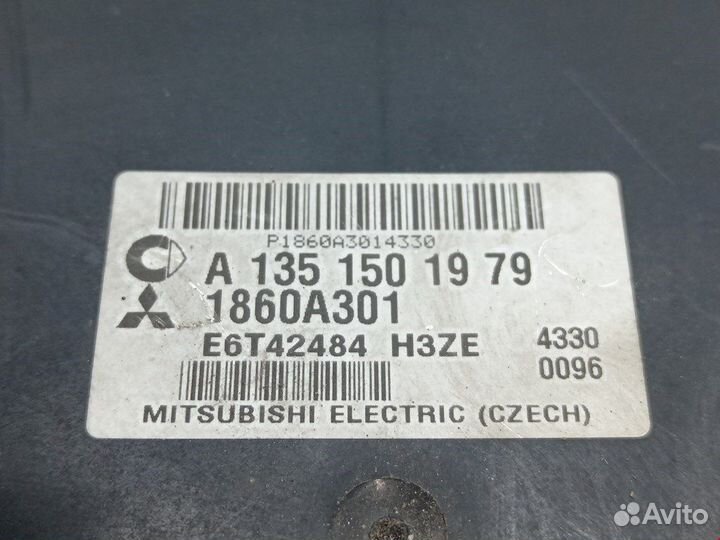 P1860A3014330
A 135 150 19 79
1860A301
E6T42484 H3ZE 4330
0096
MITSUBISHI ELECTRIC (CZECH)
Avito